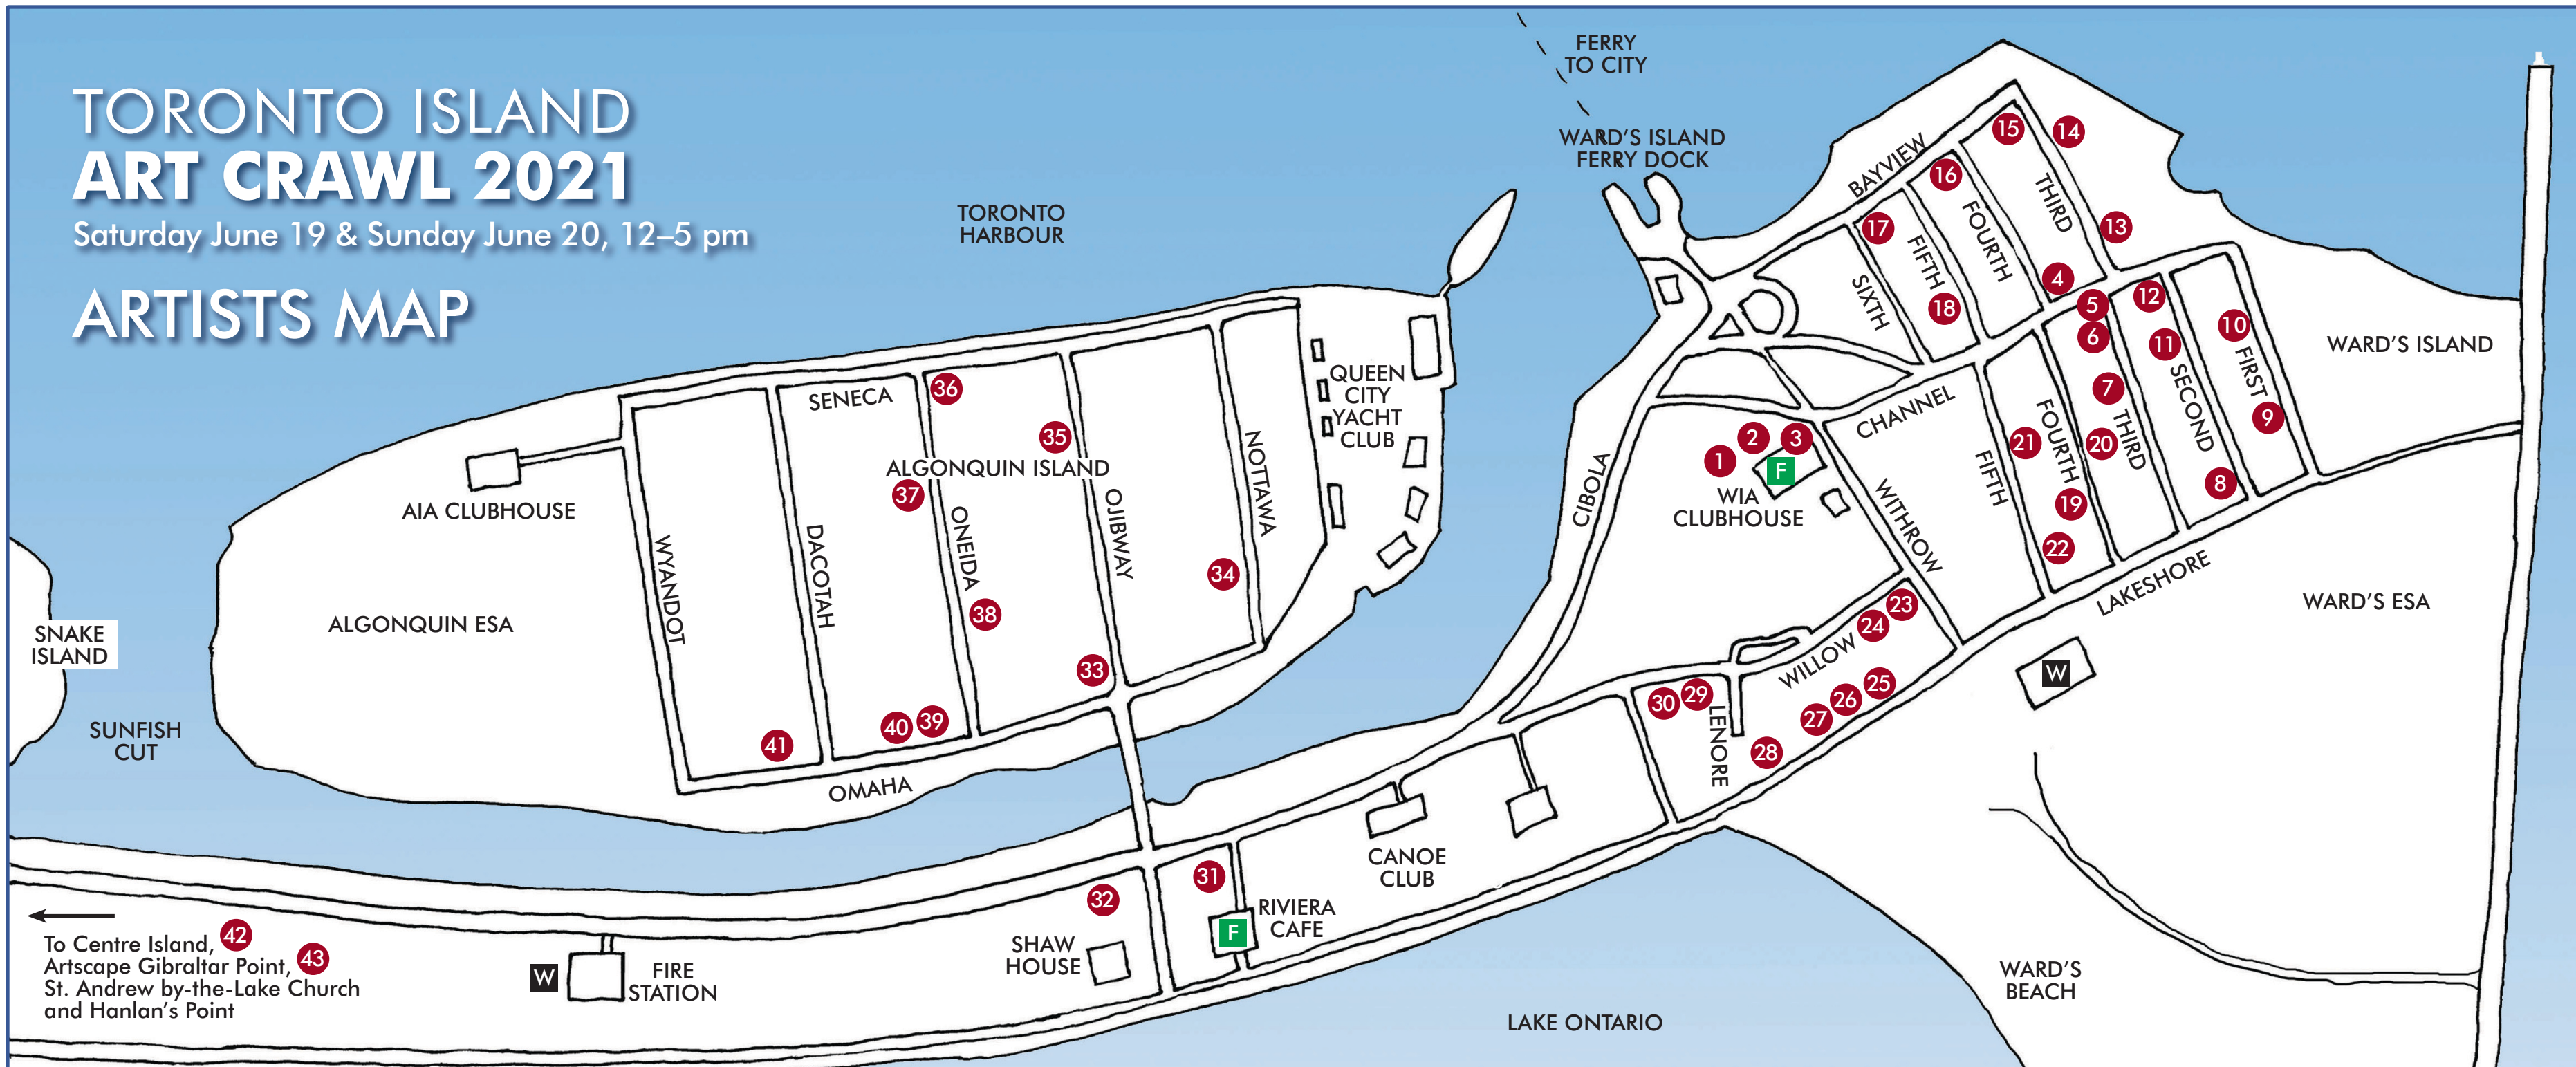 TORONTO ISLAND
ART CRAWL 2021
Saturday June 19 & Sunday June 20, 12–5 pm
ARTISTS MAP
FERRY
TO CITY
WARD'S ISLAND
FERRY DOCK
TORONTO
HARBOUR
BAYVIEW
15
14
16
THIRD
13
17
FOURTH
FIFTH
4
SIXTH
18
5
12
6
10
11
FIRST
7
SECOND
9
WARD'S ISLAND
CHANNEL
FOURTH
THIRD
21
20
FIFTH
19
8
22
SENECA
36
35
ALGONQUIN ISLAND
37
QUEEN
CITY
YACHT
CLUB
NOTTAWA
OJIBWAY
ONEIDA
DACOTAH
WYANDOT
AIA CLUBHOUSE
ALGONQUIN ESA
34
38
33
40
39
41
OMAHA
SNAKE
ISLAND
SUNFISH
CUT
CIBOLA
1
2
3
F
WIA
CLUBHOUSE
WITHROW
LAKESHORE
WARD'S ESA
23
24
WILLOW
25
26
27
28
29
30
LENORE
W
CANOE
CLUB
31
32
F
RIVIERA
CAFE
SHAW
HOUSE
W
FIRE
STATION
To Centre Island, 42
Artscape Gibraltar Point, 43
St. Andrew by-the-Lake Church
and Hanlan's Point
LAKE ONTARIO
WARD'S
BEACH